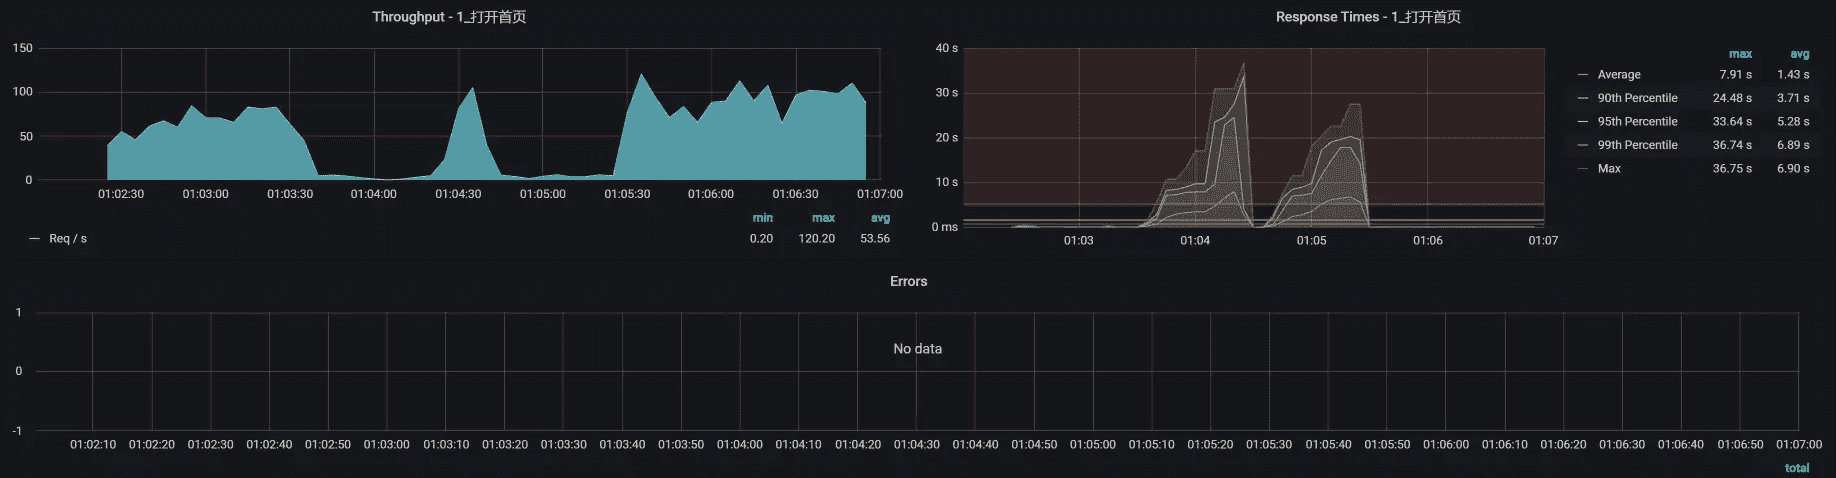 Throughput - 1_打开首页
150
100
50
0
01:02:30 01:03:00 01:03:30 01:04:00 01:04:30 01:05:00 01:05:30 01:06:00 01:06:30 01:07:00
min max avg
Req / s 0.20 120.20 53.56
Response Times - 1_打开首页
40 s
30 s
20 s
10 s
0 ms
01:03 01:04 01:05 01:06 01:07
max avg
Average 7.91 s 1.43 s
90th Percentile 24.48 s 3.71 s
95th Percentile 33.64 s 5.28 s
99th Percentile 36.74 s 6.89 s
Max 36.75 s 6.90 s
Errors
1
0
-1
No data
01:02:10 01:02:20 01:02:30 01:02:40 01:02:50 01:03:00 01:03:10 01:03:20 01:03:30 01:03:40 01:03:50 01:04:00 01:04:10 01:04:20 01:04:30 01:04:40 01:04:50 01:05:00 01:05:10 01:05:20 01:05:30 01:05:40 01:05:50 01:06:00 01:06:10 01:06:20 01:06:30 01:06:40 01:06:50 01:07:00
total